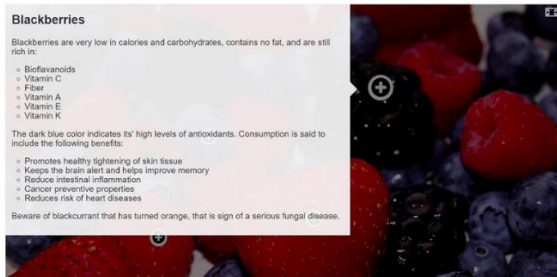 Blackberries
Blackberries are very low in calories and carbohydrates, contains no fat, and are still
rich in:
Bioflavanoids
Vitamin C
Fiber
Vitamin A
Vitamin E
Vitamin K
The dark blue color indicates its' high levels of antioxidants. Consumption is said to
include the following benefits:
Promotes healthy tightening of skin tissue
Keeps the brain alert and helps improve memory
Reduce intestinal inflammation
Cancer preventive properties
Reduces risk of heart diseases
Beware of blackcurrant that has turned orange, that is sign of a serious fungal disease.